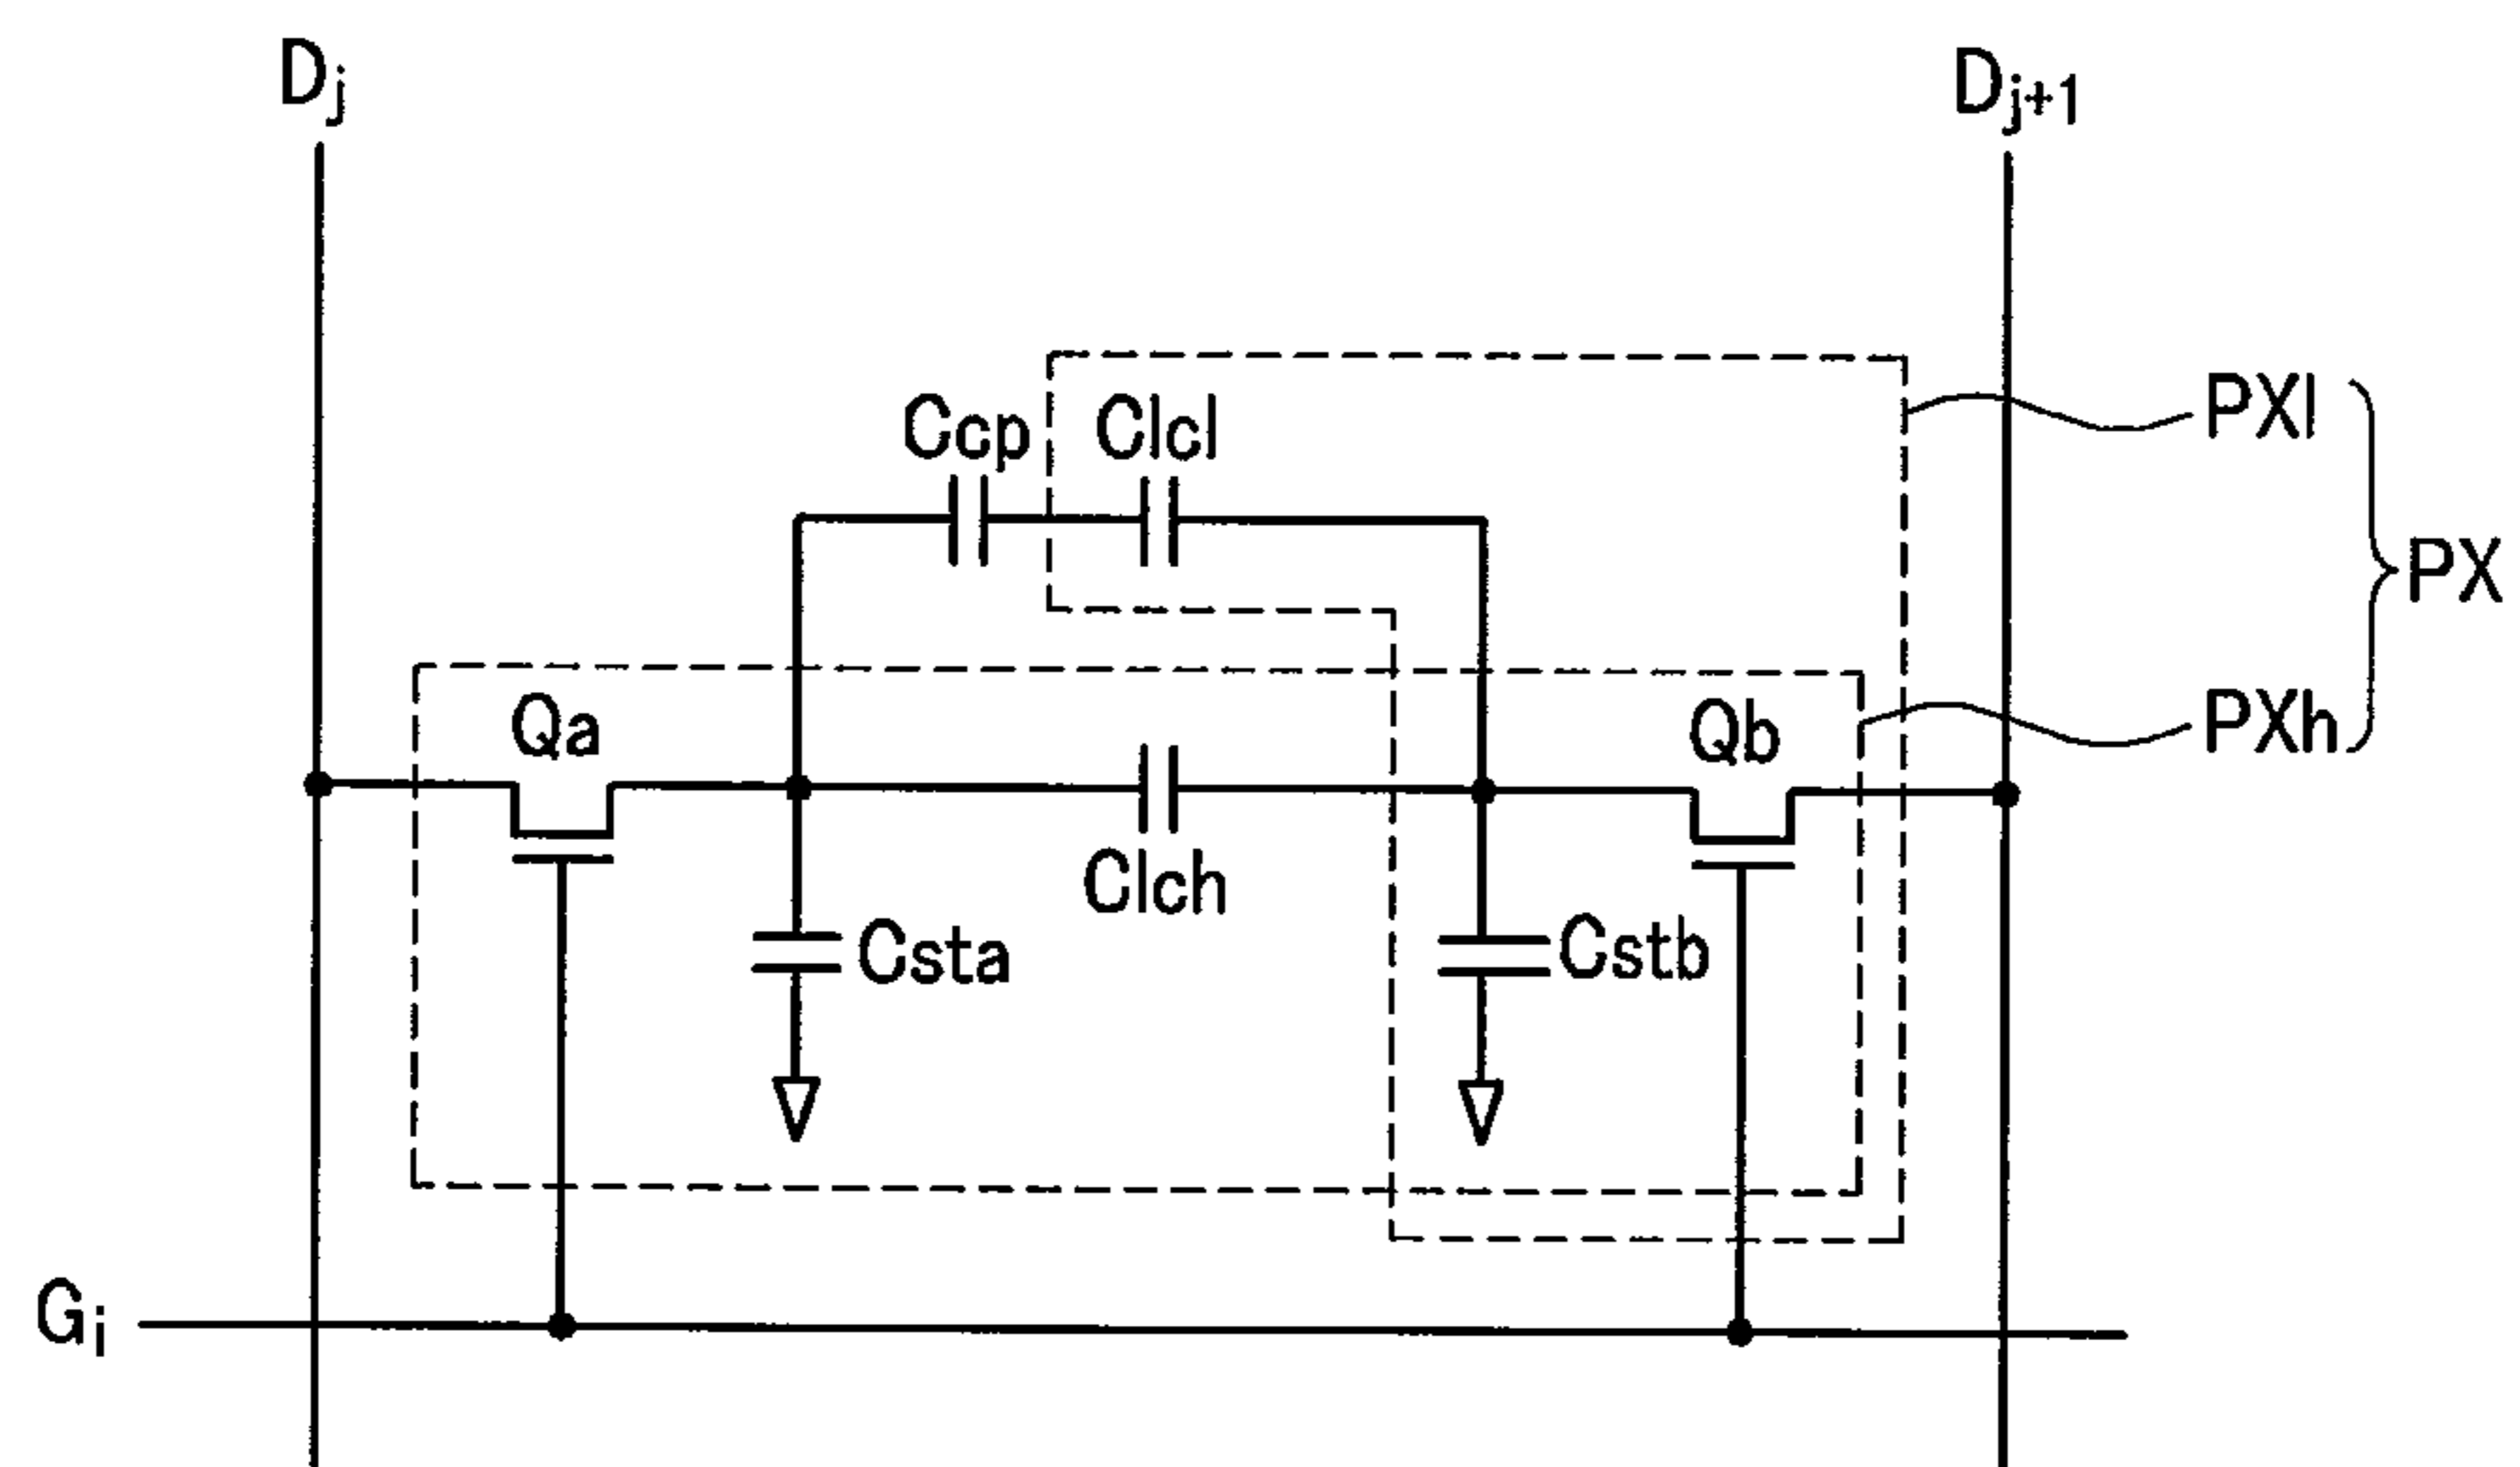 Dj
Dj+1
Ccp
Clcl
PXl
PX
Qa
Qb
PXh
Clch
Csta
Cstb
Gi